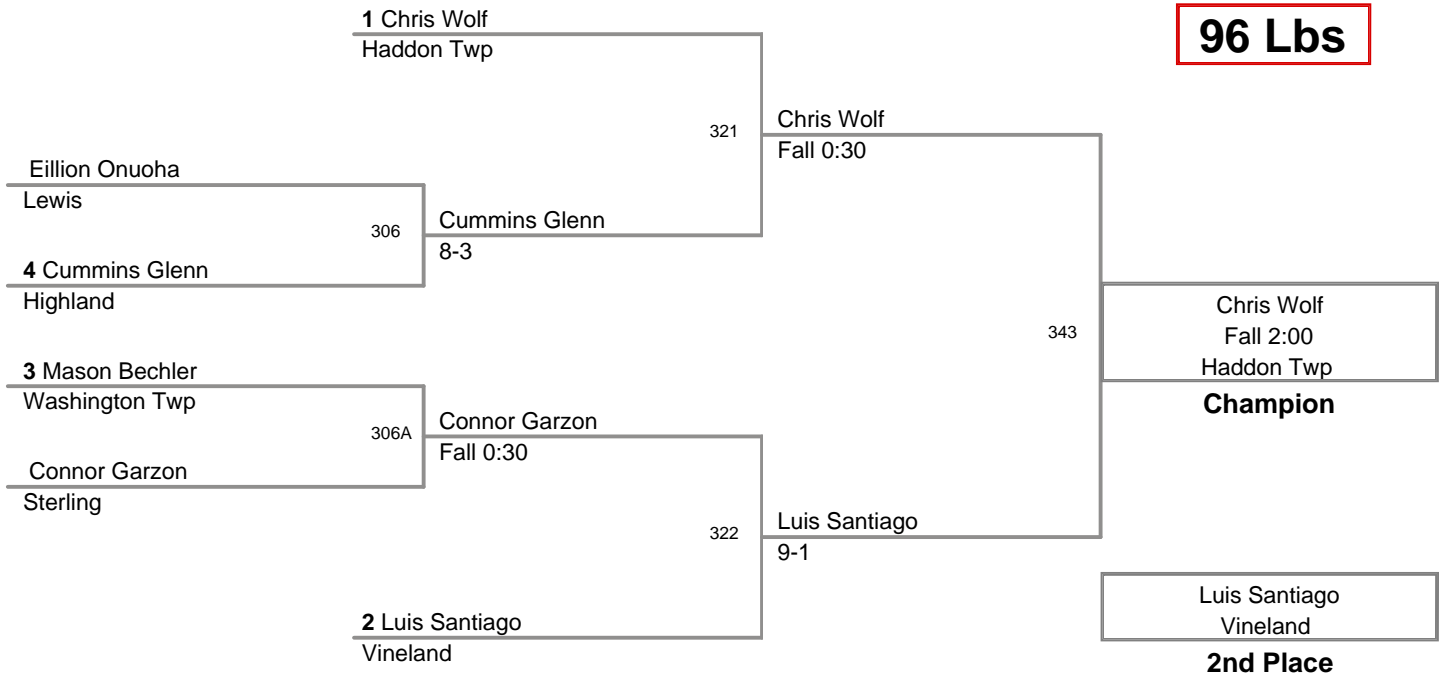 1 Chris Wolf
Haddon Twp
96 Lbs
321
Chris Wolf
Fall 0:30
Eillion Onuoha
Lewis
306
Cummins Glenn
8-3
4 Cummins Glenn
Highland
343
Chris Wolf
Fall 2:00
Haddon Twp
Champion
3 Mason Bechler
Washington Twp
306A
Connor Garzon
Fall 0:30
Connor Garzon
Sterling
322
Luis Santiago
9-1
2 Luis Santiago
Vineland
Luis Santiago
Vineland
2nd Place